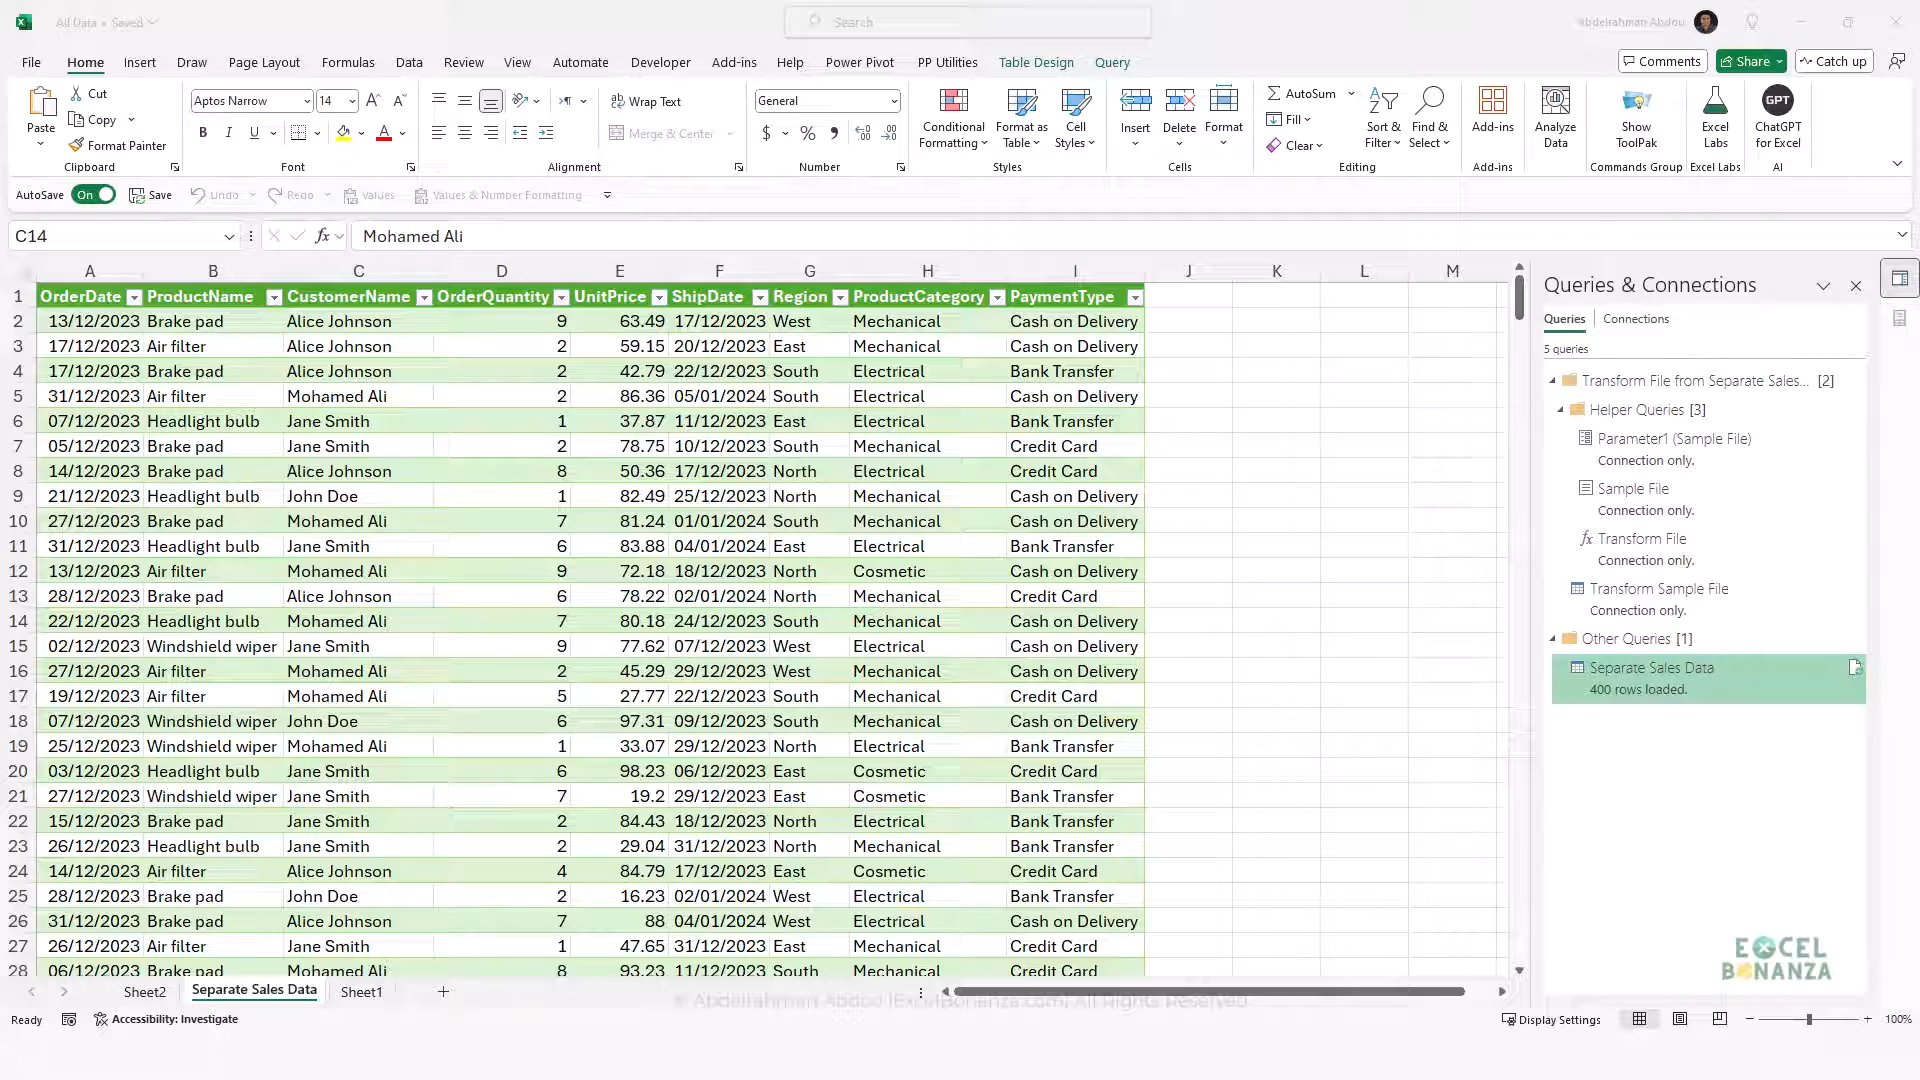 All Data • Saved
Search
Abdelrahman Abdou
File Home Insert Draw Page Layout Formulas Data Review View Automate Developer Add-ins Help Power Pivot PP Utilities Table Design Query
Comments Share Catch up
Paste
Cut
Copy
Format Painter
Clipboard
Aptos Narrow 14
B I U
Font
Wrap Text
Merge & Center
Alignment
General
Number
Conditional Formatting
Format as Table
Cell Styles
Styles
Insert
Delete
Format
Cells
AutoSum
Fill
Clear
Sort & Filter
Find & Select
Editing
Add-ins
Add-ins
Analyze Data
Show ToolPak
Commands Group
Excel Labs
Excel Labs
GPT
ChatGPT for Excel
AI
AutoSave On Save Undo Redo Values Values & Number Formatting
C14 fx Mohamed Ali
A B C D E F G H I J K L M
1 OrderDate ProductName CustomerName OrderQuantity UnitPrice ShipDate Region ProductCategory PaymentType
2 13/12/2023 Brake pad Alice Johnson 9 63.49 17/12/2023 West Mechanical Cash on Delivery
3 17/12/2023 Air filter Alice Johnson 2 59.15 20/12/2023 East Mechanical Cash on Delivery
4 17/12/2023 Brake pad Alice Johnson 2 42.79 22/12/2023 South Electrical Bank Transfer
5 31/12/2023 Air filter Mohamed Ali 2 86.36 05/01/2024 South Electrical Cash on Delivery
6 07/12/2023 Headlight bulb Jane Smith 1 37.87 11/12/2023 East Electrical Bank Transfer
7 05/12/2023 Brake pad Jane Smith 2 78.75 10/12/2023 South Mechanical Credit Card
8 14/12/2023 Brake pad Alice Johnson 8 50.36 17/12/2023 North Electrical Credit Card
9 21/12/2023 Headlight bulb John Doe 1 82.49 25/12/2023 North Mechanical Cash on Delivery
10 27/12/2023 Brake pad Mohamed Ali 7 81.24 01/01/2024 South Mechanical Cash on Delivery
11 31/12/2023 Headlight bulb Jane Smith 6 83.88 04/01/2024 East Electrical Bank Transfer
12 13/12/2023 Air filter Mohamed Ali 9 72.18 18/12/2023 North Cosmetic Cash on Delivery
13 28/12/2023 Brake pad Alice Johnson 6 78.22 02/01/2024 North Mechanical Credit Card
14 22/12/2023 Headlight bulb Mohamed Ali 7 80.18 24/12/2023 South Mechanical Cash on Delivery
15 02/12/2023 Windshield wiper Jane Smith 9 77.62 07/12/2023 West Electrical Cash on Delivery
16 27/12/2023 Air filter Mohamed Ali 2 45.29 29/12/2023 West Mechanical Cash on Delivery
17 19/12/2023 Air filter Mohamed Ali 5 27.77 22/12/2023 South Mechanical Credit Card
18 07/12/2023 Windshield wiper John Doe 6 97.31 09/12/2023 South Mechanical Cash on Delivery
19 25/12/2023 Windshield wiper Mohamed Ali 1 33.07 29/12/2023 North Electrical Bank Transfer
20 03/12/2023 Headlight bulb Jane Smith 6 98.23 06/12/2023 East Cosmetic Credit Card
21 27/12/2023 Windshield wiper Jane Smith 7 19.2 29/12/2023 East Cosmetic Bank Transfer
22 15/12/2023 Brake pad Jane Smith 2 84.43 18/12/2023 North Electrical Bank Transfer
23 26/12/2023 Headlight bulb Jane Smith 2 29.04 31/12/2023 North Mechanical Bank Transfer
24 14/12/2023 Air filter Alice Johnson 4 84.79 17/12/2023 East Cosmetic Credit Card
25 28/12/2023 Brake pad John Doe 2 16.23 02/01/2024 West Electrical Bank Transfer
26 31/12/2023 Brake pad Alice Johnson 7 88 04/01/2024 West Electrical Cash on Delivery
27 26/12/2023 Air filter Jane Smith 1 47.65 31/12/2023 East Mechanical Credit Card
28 06/12/2023 Brake pad Mohamed Ali 8 93.23 11/12/2023 South Mechanical Credit Card
Queries & Connections
Queries Connections
5 queries
Transform File from Separate Sales... [2]
Helper Queries [3]
Parameter1 (Sample File)
Connection only.
Sample File
Connection only.
fx Transform File
Connection only.
Transform Sample File
Connection only.
Other Queries [1]
Separate Sales Data
400 rows loaded.
EXCEL
BONANZA
Sheet2 Separate Sales Data Sheet1
© Abdelrahman Abdou |ExcelBonanza.com| All Rights Reserved
Ready Accessibility: Investigate Display Settings 100%